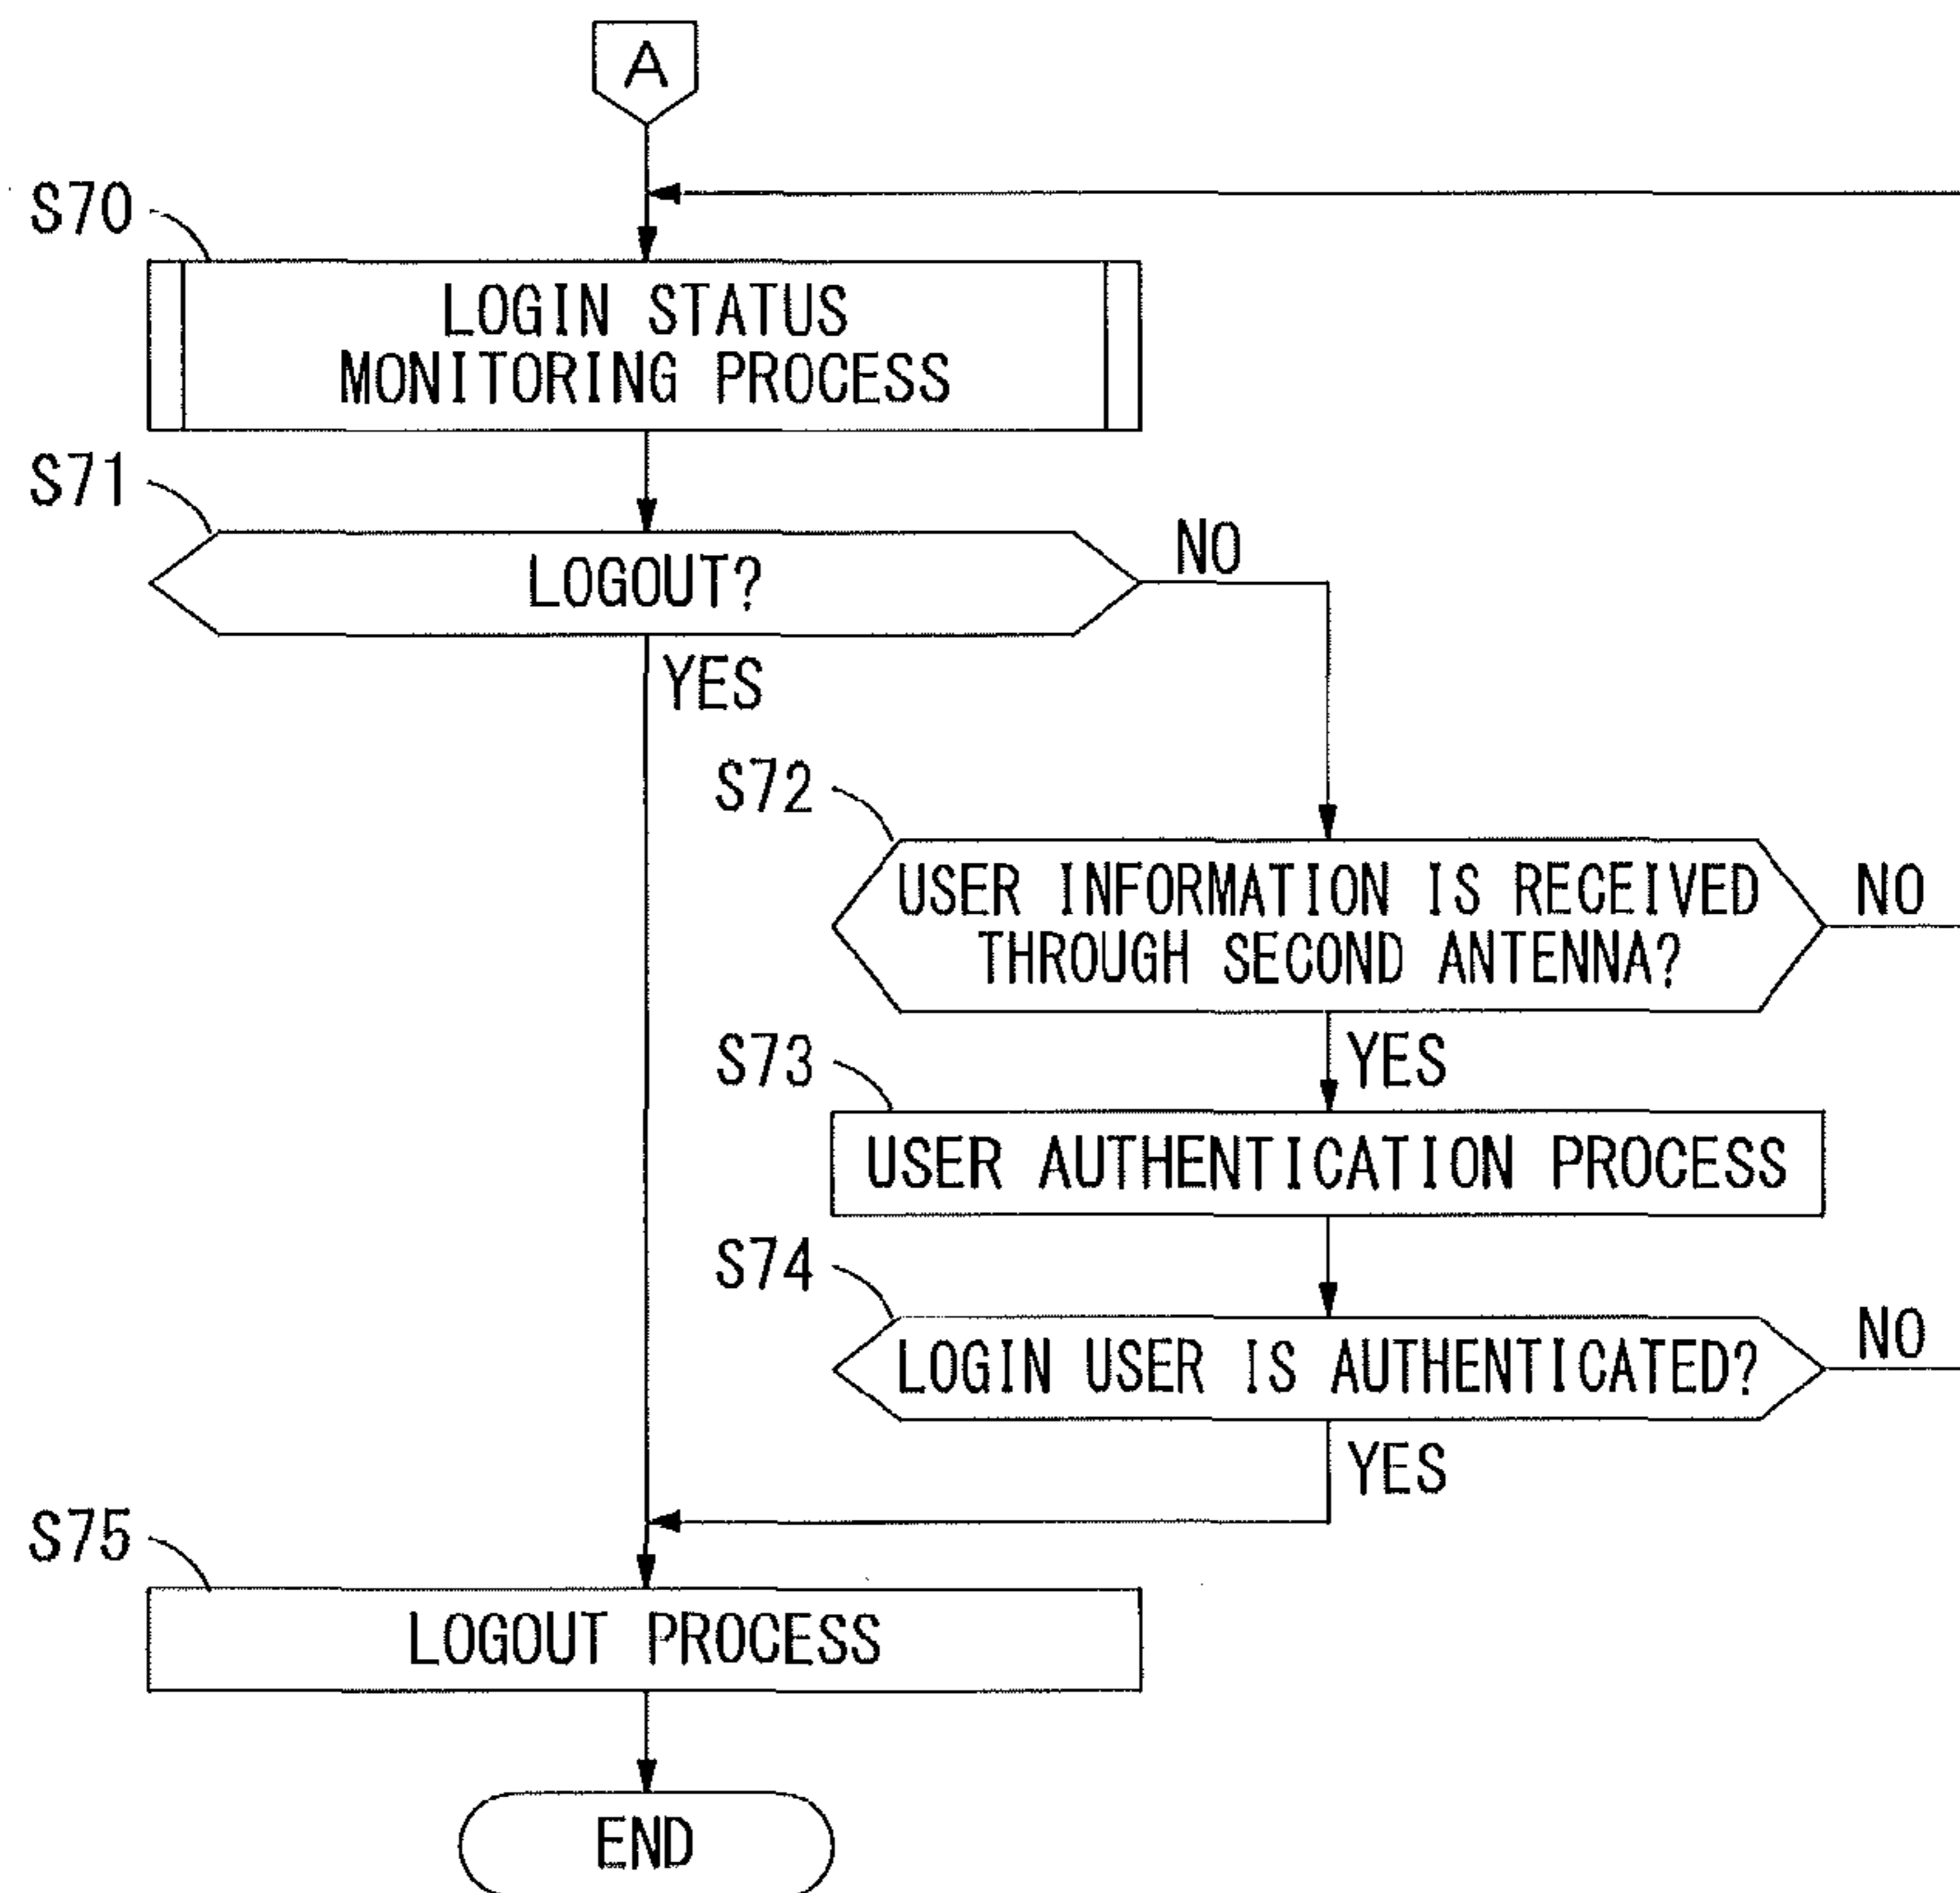 A
S70
LOGIN STATUS
MONITORING PROCESS
S71
LOGOUT?
NO
YES
S72
USER INFORMATION IS RECEIVED
THROUGH SECOND ANTENNA?
NO
YES
S73
USER AUTHENTICATION PROCESS
S74
LOGIN USER IS AUTHENTICATED?
NO
YES
S75
LOGOUT PROCESS
END